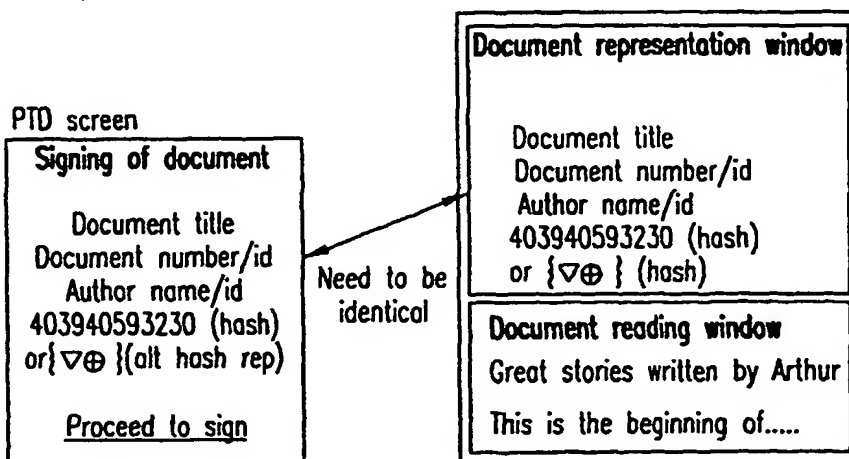 PTD screen
Signing of document
Document title
Document number/id
Author name/id
403940593230 (hash)
or{▽⊕}(alt hash rep)
Proceed to sign
Need to be
identical
Document representation window
Document title
Document number/id
Author name/id
403940593230 (hash)
or {▽⊕ } (hash)
Document reading window
Great stories written by Arthur
This is the beginning of.....